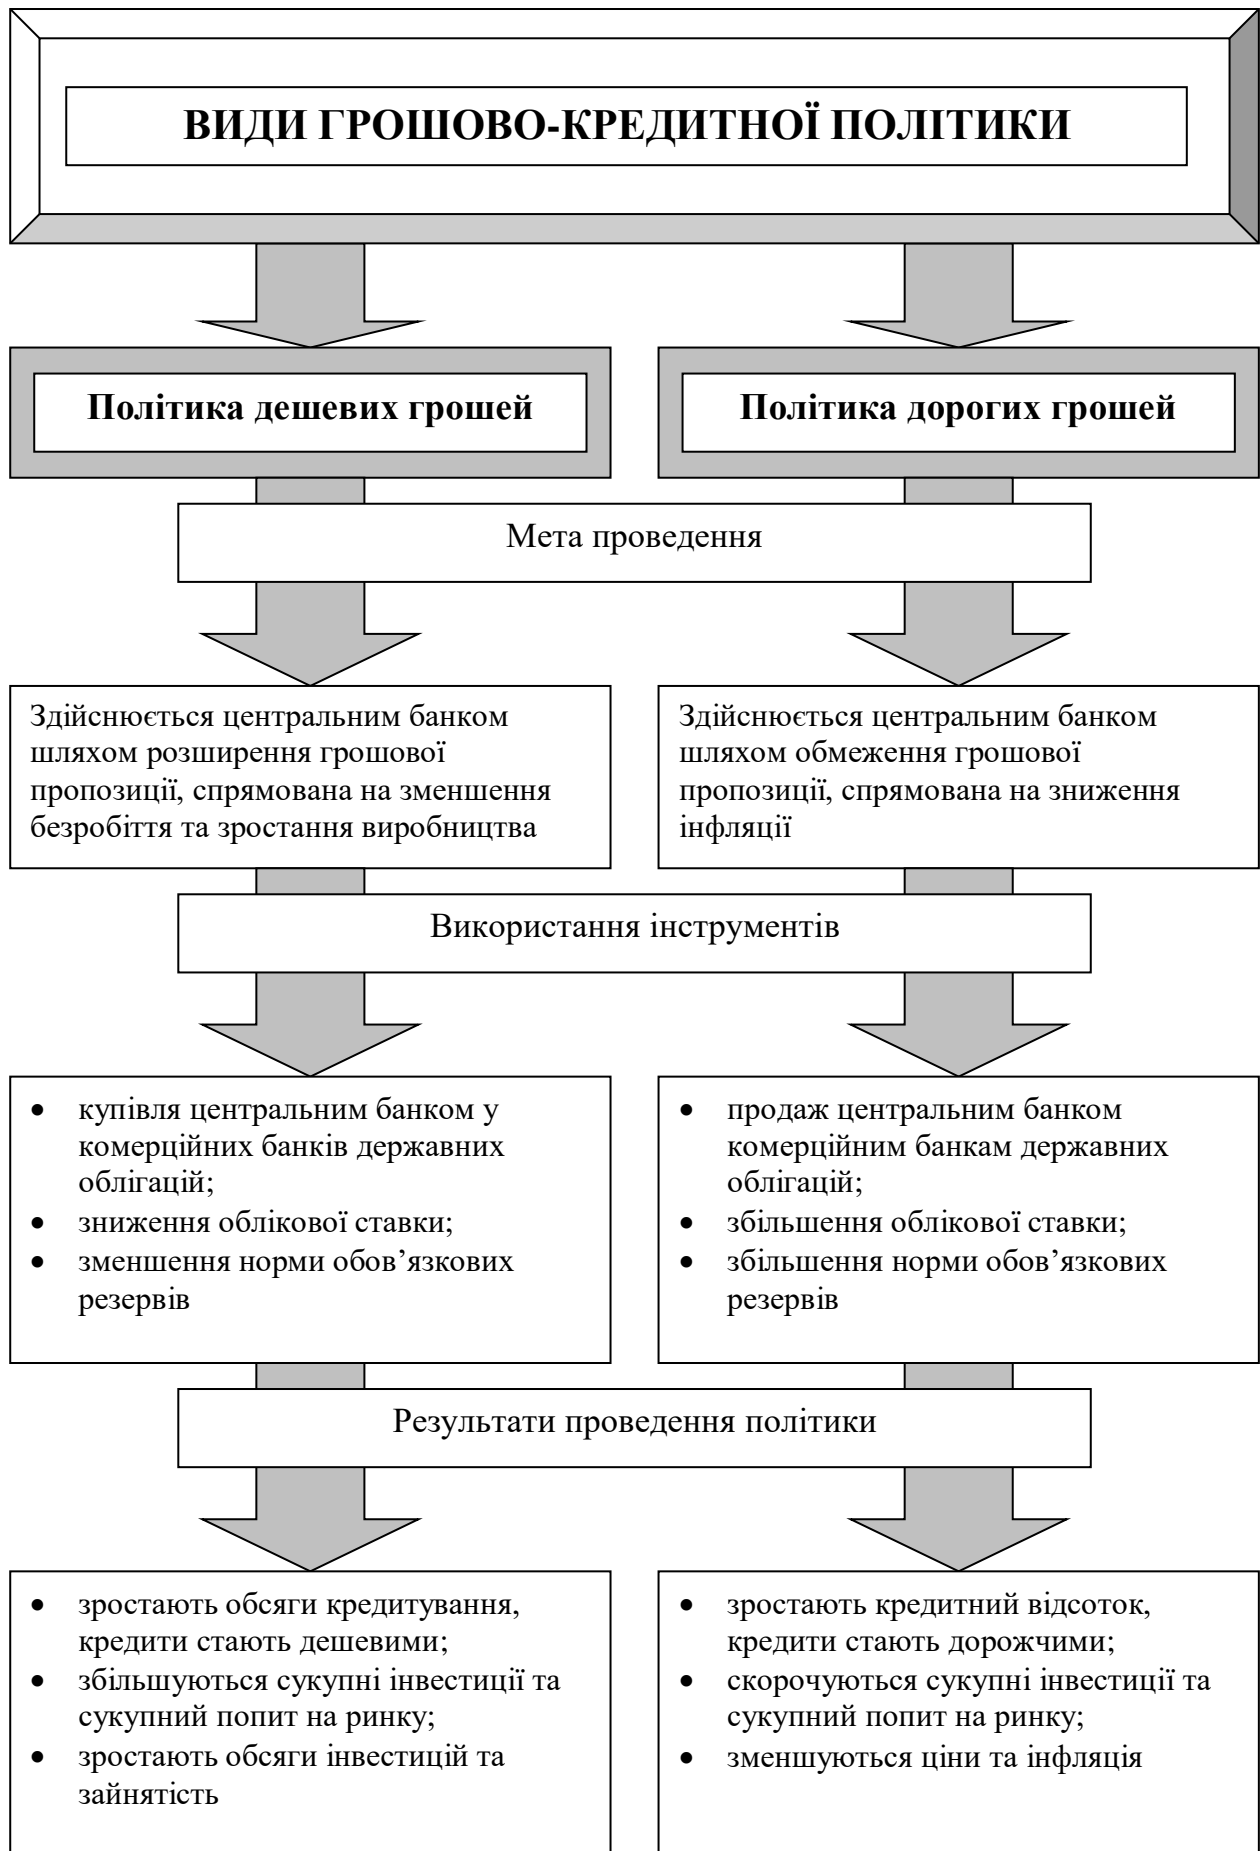 ВИДИ ГРОШОВО-КРЕДИТНОЇ ПОЛІТИКИ
Політика дешевих грошей
Політика дорогих грошей
Мета проведення
Здійснюється центральним банком
шляхом розширення грошової
пропозиції, спрямована на зменшення
безробіття та зростання виробництва
Здійснюється центральним банком
шляхом обмеження грошової
пропозиції, спрямована на зниження
інфляції
Використання інструментів
• купівля центральним банком у
комерційних банків державних
облігацій;
• зниження облікової ставки;
• зменшення норми обов’язкових
резервів
• продаж центральним банком
комерційним банкам державних
облігацій;
• збільшення облікової ставки;
• збільшення норми обов’язкових
резервів
Результати проведення політики
• зростають обсяги кредитування,
кредити стають дешевими;
• збільшуються сукупні інвестиції та
сукупний попит на ринку;
• зростають обсяги інвестицій та
зайнятість
• зростають кредитний відсоток,
кредити стають дорожчими;
• скорочуються сукупні інвестиції та
сукупний попит на ринку;
• зменшуються ціни та інфляція